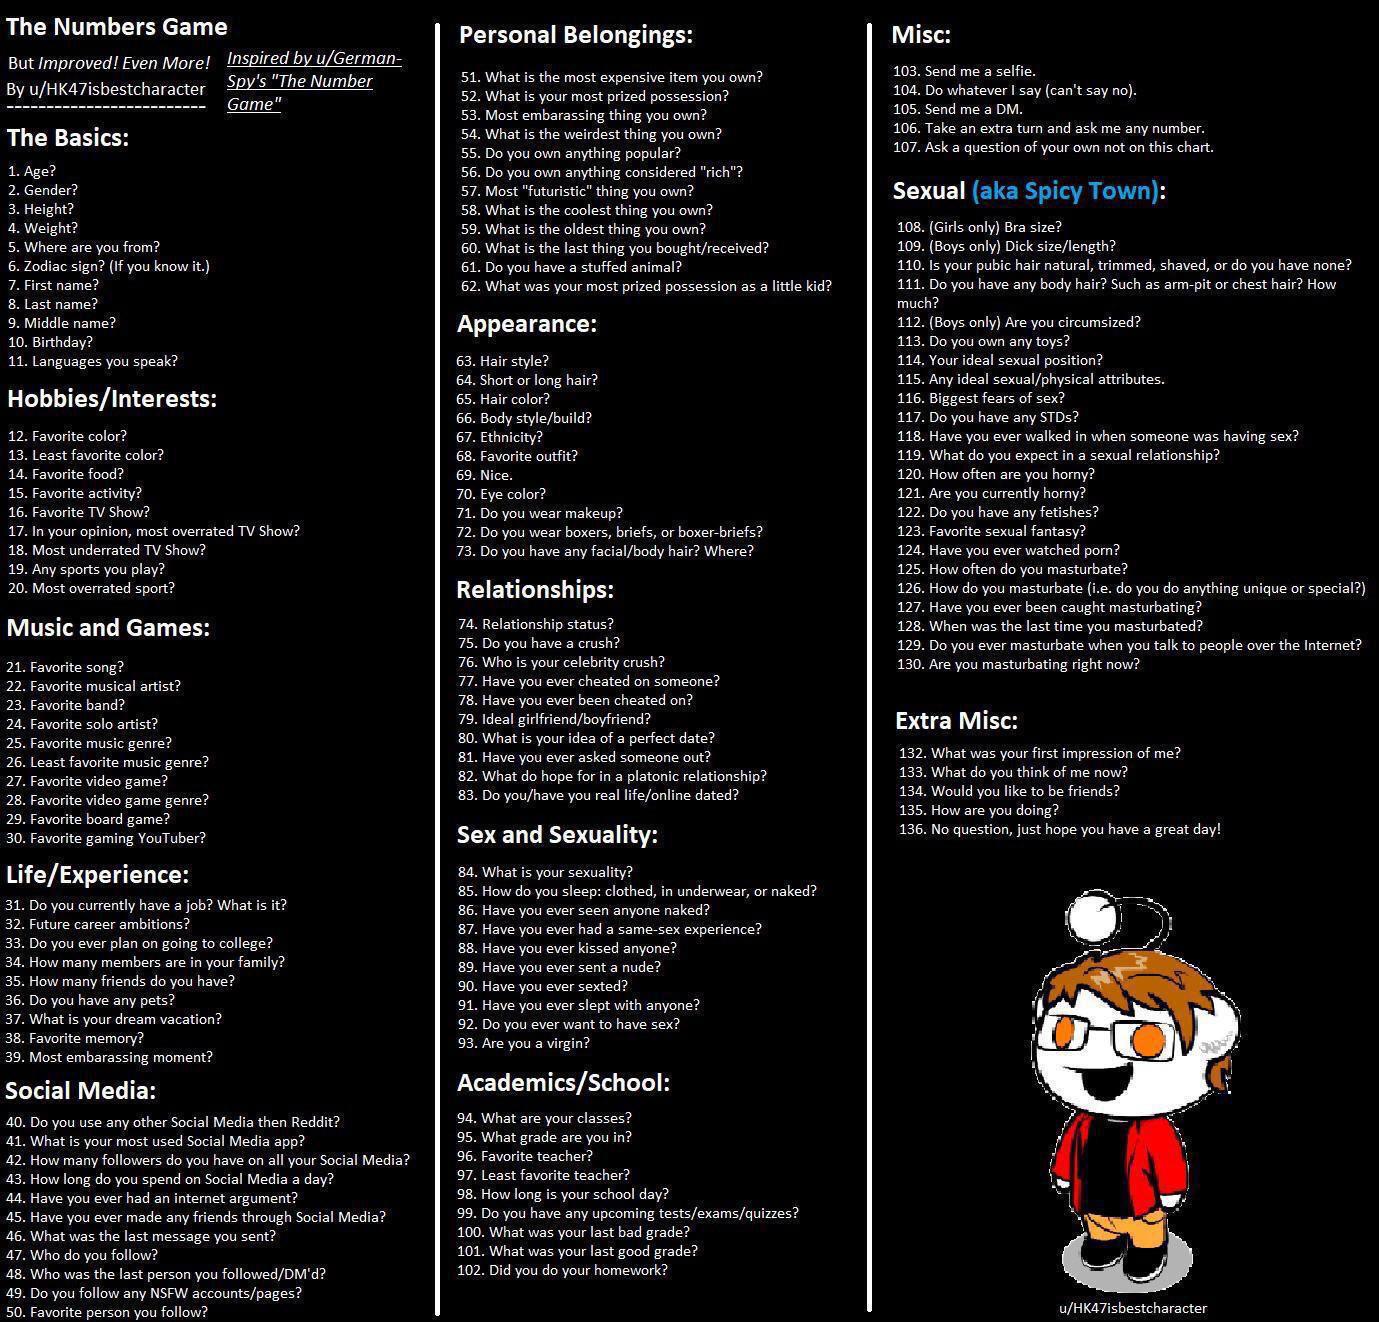 The Numbers Game
But Improved! Even More!
By u/HK47isbestcharacter
-------------------------
Inspired by u/German-
Spy's "The Number
Game"
The Basics:
1. Age?
2. Gender?
3. Height?
4. Weight?
5. Where are you from?
6. Zodiac sign? (If you know it.)
7. First name?
8. Last name?
9. Middle name?
10. Birthday?
11. Languages you speak?
Hobbies/Interests:
12. Favorite color?
13. Least favorite color?
14. Favorite food?
15. Favorite activity?
16. Favorite TV Show?
17. In your opinion, most overrated TV Show?
18. Most underrated TV Show?
19. Any sports you play?
20. Most overrated sport?
Music and Games:
21. Favorite song?
22. Favorite musical artist?
23. Favorite band?
24. Favorite solo artist?
25. Favorite music genre?
26. Least favorite music genre?
27. Favorite video game?
28. Favorite video game genre?
29. Favorite board game?
30. Favorite gaming YouTuber?
Life/Experience:
31. Do you currently have a job? What is it?
32. Future career ambitions?
33. Do you ever plan on going to college?
34. How many members are in your family?
35. How many friends do you have?
36. Do you have any pets?
37. What is your dream vacation?
38. Favorite memory?
39. Most embarassing moment?
Social Media:
40. Do you use any other Social Media then Reddit?
41. What is your most used Social Media app?
42. How many followers do you have on all your Social Media?
43. How long do you spend on Social Media a day?
44. Have you ever had an internet argument?
45. Have you ever made any friends through Social Media?
46. What was the last message you sent?
47. Who do you follow?
48. Who was the last person you followed/DM'd?
49. Do you follow any NSFW accounts/pages?
50. Favorite person you follow?
Personal Belongings:
51. What is the most expensive item you own?
52. What is your most prized possession?
53. Most embarassing thing you own?
54. What is the weirdest thing you own?
55. Do you own anything popular?
56. Do you own anything considered "rich"?
57. Most "futuristic" thing you own?
58. What is the coolest thing you own?
59. What is the oldest thing you own?
60. What is the last thing you bought/received?
61. Do you have a stuffed animal?
62. What was your most prized possession as a little kid?
Appearance:
63. Hair style?
64. Short or long hair?
65. Hair color?
66. Body style/build?
67. Ethnicity?
68. Favorite outfit?
69. Nice.
70. Eye color?
71. Do you wear makeup?
72. Do you wear boxers, briefs, or boxer-briefs?
73. Do you have any facial/body hair? Where?
Relationships:
74. Relationship status?
75. Do you have a crush?
76. Who is your celebrity crush?
77. Have you ever cheated on someone?
78. Have you ever been cheated on?
79. Ideal girlfriend/boyfriend?
80. What is your idea of a perfect date?
81. Have you ever asked someone out?
82. What do hope for in a platonic relationship?
83. Do you/have you real life/online dated?
Sex and Sexuality:
84. What is your sexuality?
85. How do you sleep: clothed, in underwear, or naked?
86. Have you ever seen anyone naked?
87. Have you ever had a same-sex experience?
88. Have you ever kissed anyone?
89. Have you ever sent a nude?
90. Have you ever sexted?
91. Have you ever slept with anyone?
92. Do you ever want to have sex?
93. Are you a virgin?
Academics/School:
94. What are your classes?
95. What grade are you in?
96. Favorite teacher?
97. Least favorite teacher?
98. How long is your school day?
99. Do you have any upcoming tests/exams/quizzes?
100. What was your last bad grade?
101. What was your last good grade?
102. Did you do your homework?
Misc:
103. Send me a selfie.
104. Do whatever I say (can't say no).
105. Send me a DM.
106. Take an extra turn and ask me any number.
107. Ask a question of your own not on this chart.
Sexual (aka Spicy Town):
108. (Girls only) Bra size?
109. (Boys only) Dick size/length?
110. Is your pubic hair natural, trimmed, shaved, or do you have none?
111. Do you have any body hair? Such as arm-pit or chest hair? How
much?
112. (Boys only) Are you circumsized?
113. Do you own any toys?
114. Your ideal sexual position?
115. Any ideal sexual/physical attributes.
116. Biggest fears of sex?
117. Do you have any STDs?
118. Have you ever walked in when someone was having sex?
119. What do you expect in a sexual relationship?
120. How often are you horny?
121. Are you currently horny?
122. Do you have any fetishes?
123. Favorite sexual fantasy?
124. Have you ever watched porn?
125. How often do you masturbate?
126. How do you masturbate (i.e. do you do anything unique or special?)
127. Have you ever been caught masturbating?
128. When was the last time you masturbated?
129. Do you ever masturbate when you talk to people over the Internet?
130. Are you masturbating right now?
Extra Misc:
132. What was your first impression of me?
133. What do you think of me now?
134. Would you like to be friends?
135. How are you doing?
136. No question, just hope you have a great day!
u/HK47isbestcharacter